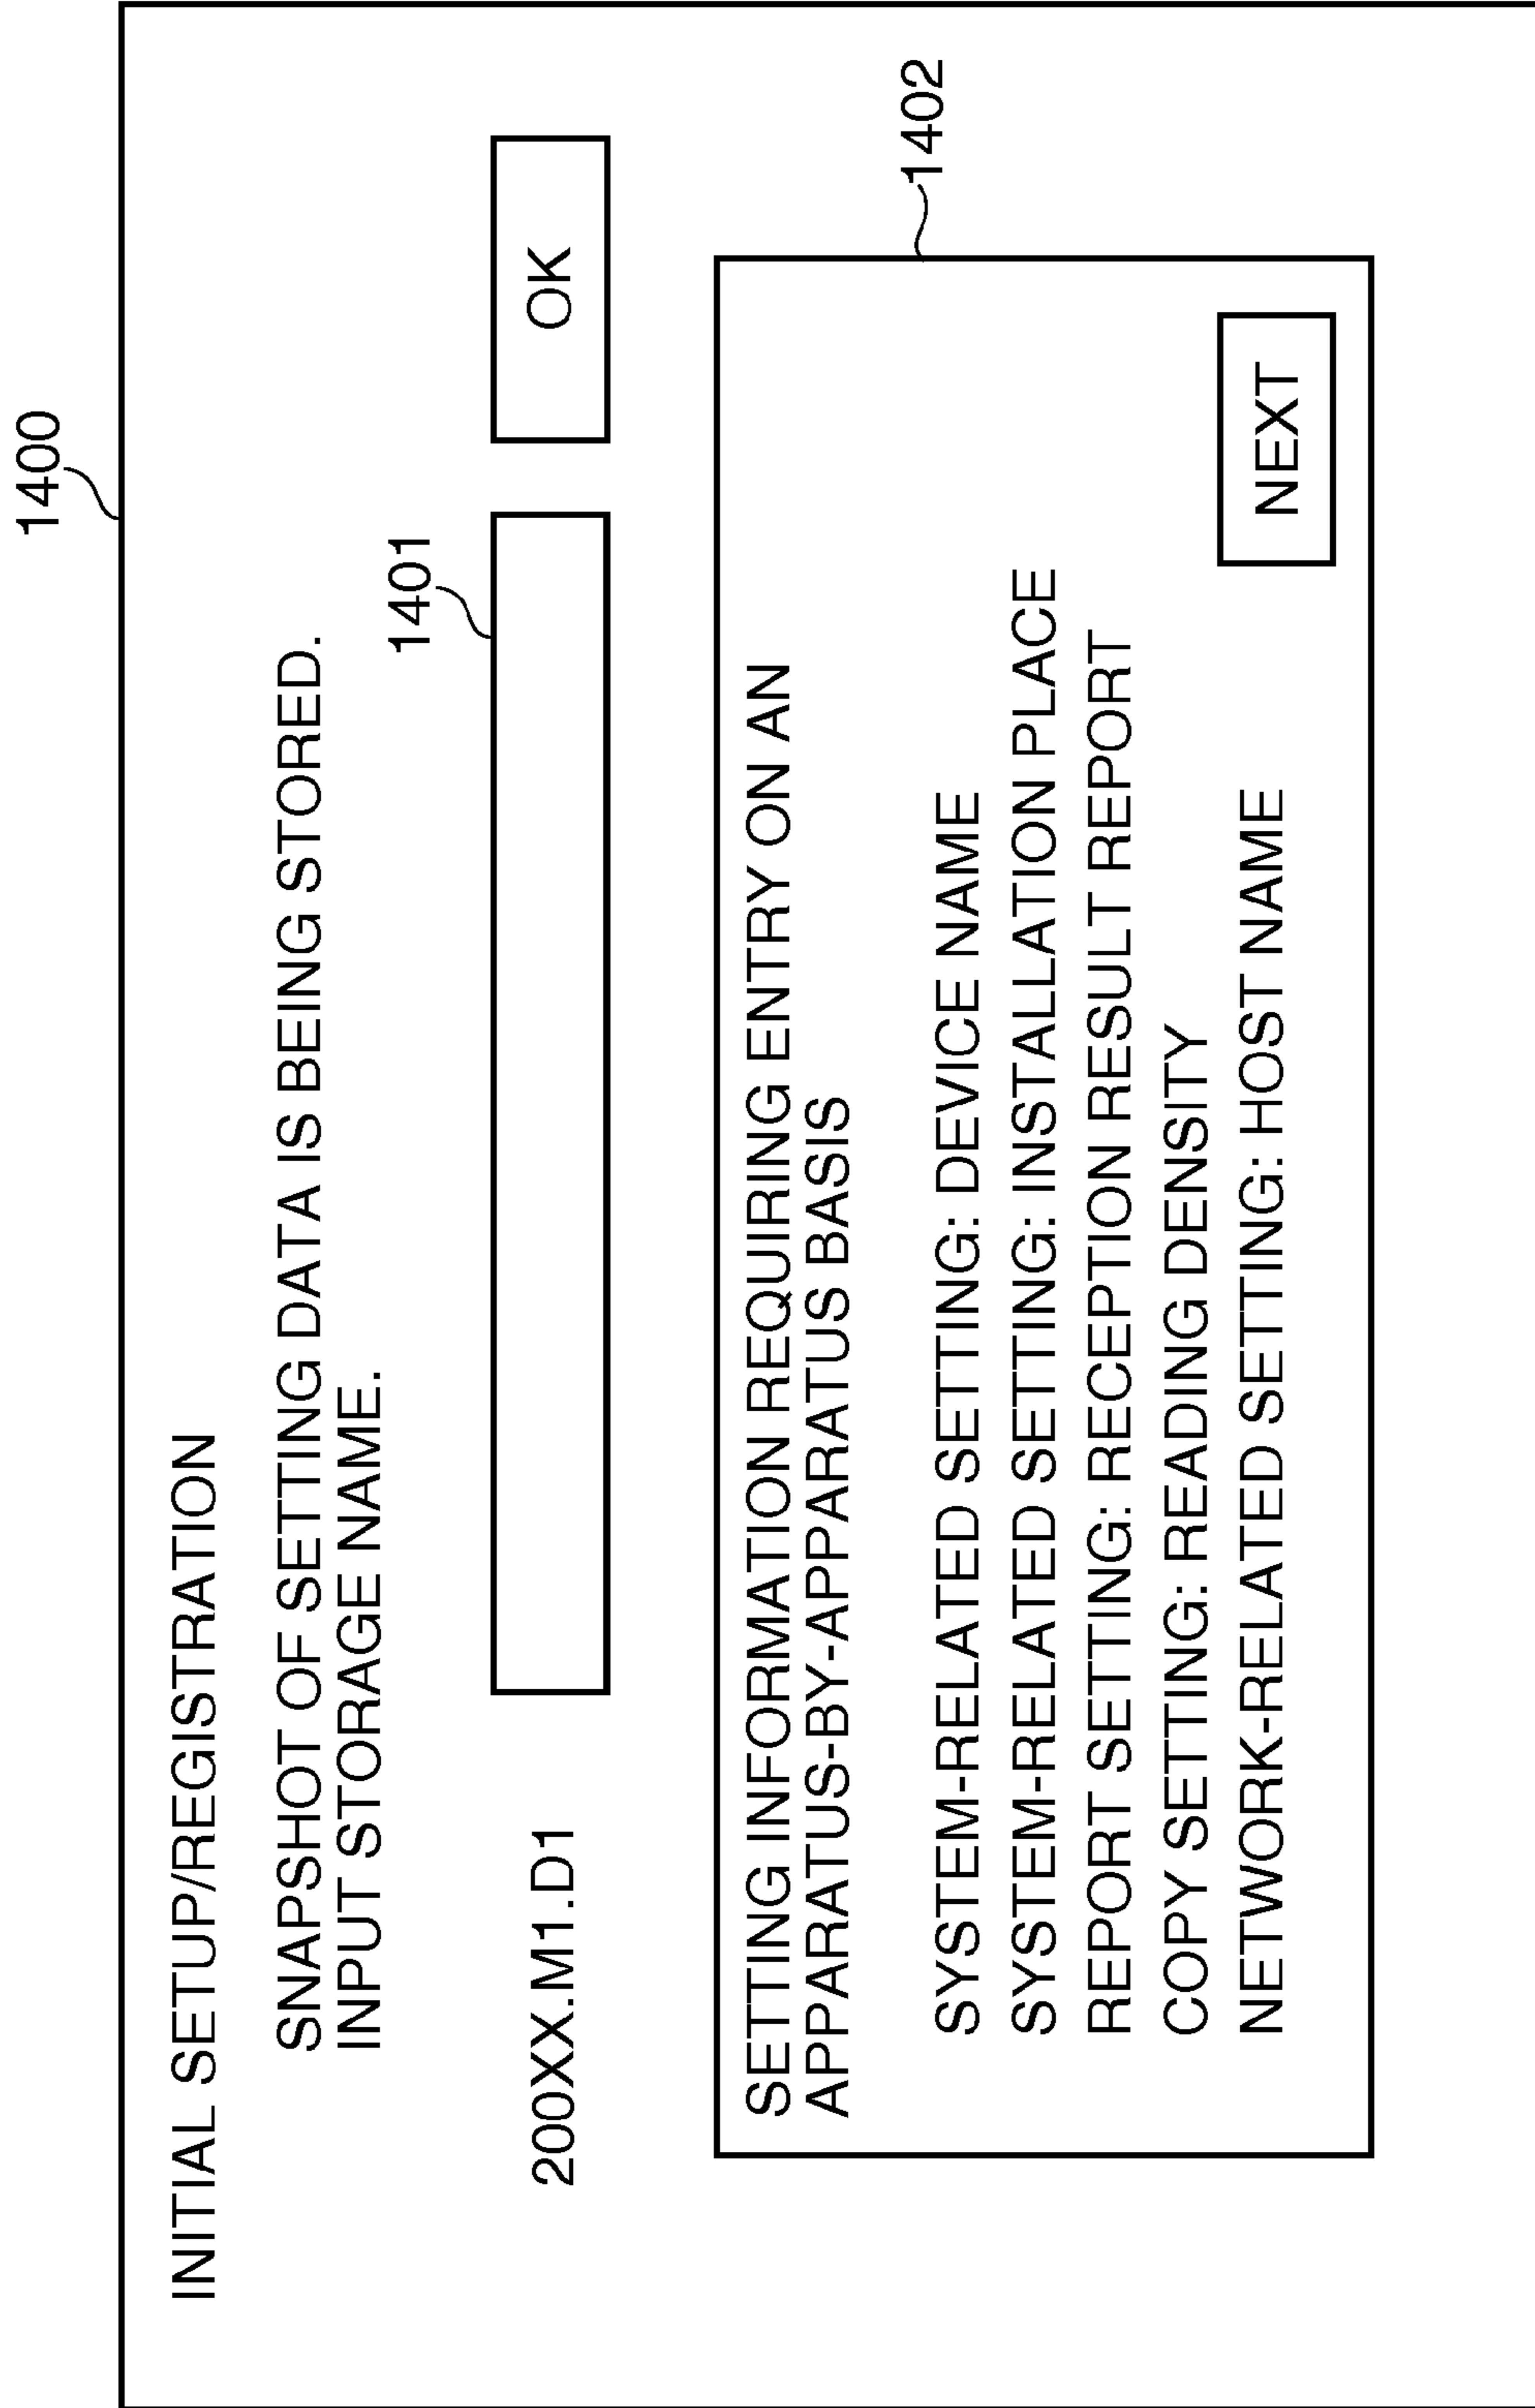 1400
INITIAL SETUP/REGISTRATION
SNAPSHOT OF SETTING DATA IS BEING STORED.
INPUT STORAGE NAME.
1401
200XX.M1.D1
OK
1402
SETTING INFORMATION REQUIRING ENTRY ON AN
APPARATUS-BY-APPARATUS BASIS
SYSTEM-RELATED SETTING: DEVICE NAME
SYSTEM-RELATED SETTING: INSTALLATION PLACE
REPORT SETTING: RECEPTION RESULT REPORT
COPY SETTING: READING DENSITY
NETWORK-RELATED SETTING: HOST NAME
NEXT